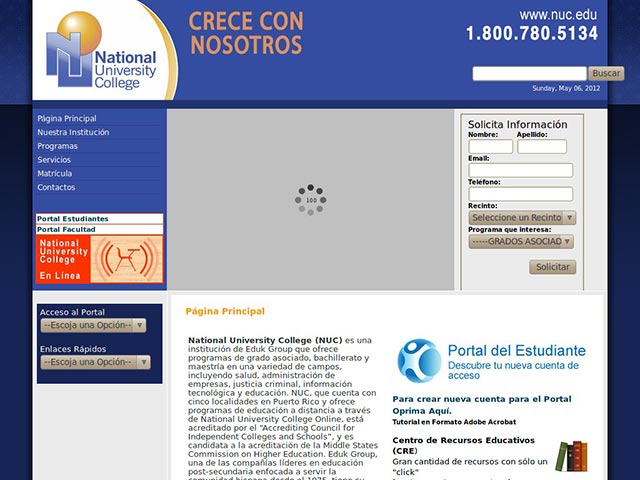 National
University
College
CRECE CON
NOSOTROS
www.nuc.edu
1.800.780.5134
Buscar
Sunday, May 06, 2012
Página Principal
Nuestra Institución
Programas
Servicios
Matrícula
Contactos
Portal Estudiantes
Portal Facultad
National
University
College
En Línea
100
Solicita Información
Nombre: Apellido:
Email:
Teléfono:
Recinto:
Seleccione un Recinto
Programa que interesa:
-----GRADOS ASOCIAD
Solicitar
Acceso al Portal
--Escoja una Opción--
Enlaces Rápidos
--Escoja una Opción--
Página Principal
National University College (NUC) es una
institución de Eduk Group que ofrece
programas de grado asociado, bachillerato y
maestría en una variedad de campos,
incluyendo salud, administración de
empresas, justicia criminal, información
tecnológica y educación. NUC, que cuenta con
cinco localidades en Puerto Rico y ofrece
programas de educación a distancia a través
de National University College Online, está
acreditado por el "Accrediting Council for
Independent Colleges and Schools", y es
candidata a la acreditación de la Middle States
Commission on Higher Education. Eduk Group,
una de las compañías líderes en educación
post-secundaria enfocada a servir la
comunidad hispana desde el 1975, tiene su
Portal del Estudiante
Descubre tu nueva cuenta de
acceso
Para crear nueva cuenta para el Portal
Oprima Aquí.
Tutorial en Formato Adobe Acrobat
Centro de Recursos Educativos
(CRE)
Gran cantidad de recursos con sólo un
"click"